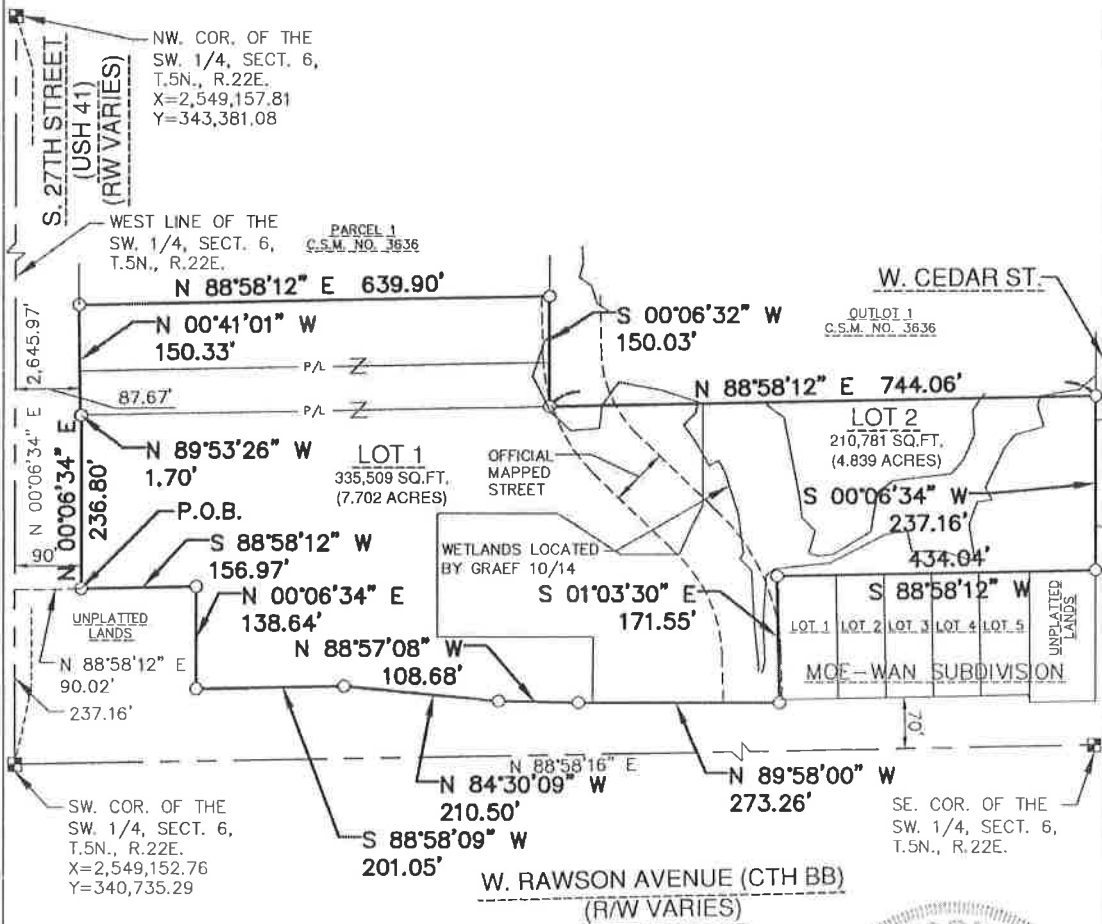 NW. COR. OF THE
SW. 1/4, SECT. 6,
T.5N., R.22E.
X=2,549,157.81
Y=343,381.08
S. 27TH STREET
(USH 41)
(RW VARIES)
WEST LINE OF THE
SW. 1/4, SECT. 6,
T.5N., R.22E.
PARCEL 1
C.S.M. NO. 3636
N 88°58'12" E 639.90'
W. CEDAR ST.
N 00°41'01" W
150.33'
S 00°06'32" W
150.03'
OUTLOT 1
C.S.M. NO. 3636
2,645.97'
N 00°06'34" E
P/L Z
87.67'
N 88°58'12" E 744.06'
P/L Z
LOT 2
210,781 SQ.FT.
(4.839 ACRES)
N 89°53'26" W
1.70'
LOT 1
335,509 SQ.FT.
(7.702 ACRES)
OFFICIAL
MAPPED
STREET
N 00°06'34" E
236.80'
S 00°06'34" W
237.16'
P.O.B.
90'
S 88°58'12" W
156.97'
WETLANDS LOCATED
BY GRAEF 10/14
434.04'
S 88°58'12" W
N 00°06'34" E
138.64'
S 01°03'30" E
171.55'
UNPLATTED
LANDS
LOT 1 LOT 2 LOT 3 LOT 4 LOT 5
UNPLATTED
LANDS
N 88°57'08" W
108.68'
MOE-WAN SUBDIVISION
N 88°58'12" E
90.02'
237.16'
70'
N 88°58'16" E
N 84°30'09" W
210.50'
N 89°58'00" W
273.26'
SW. COR. OF THE
SW. 1/4, SECT. 6,
T.5N., R.22E.
X=2,549,152.76
Y=340,735.29
S 88°58'09" W
201.05'
SE. COR. OF THE
SW. 1/4, SECT. 6,
T.5N., R.22E.
W. RAWSON AVENUE (CTH BB)
(R/W VARIES)